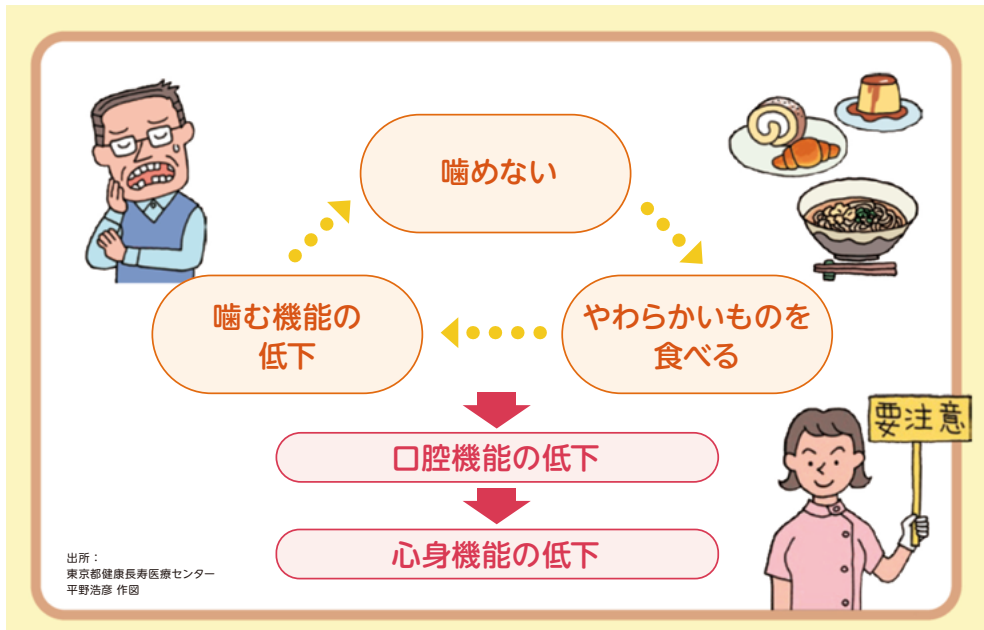 噛めない
やわらかいものを
食べる
噛む機能の
低下
口腔機能の低下
心身機能の低下
要注意
出所：
東京都健康長寿医療センター
平野浩彦 作図